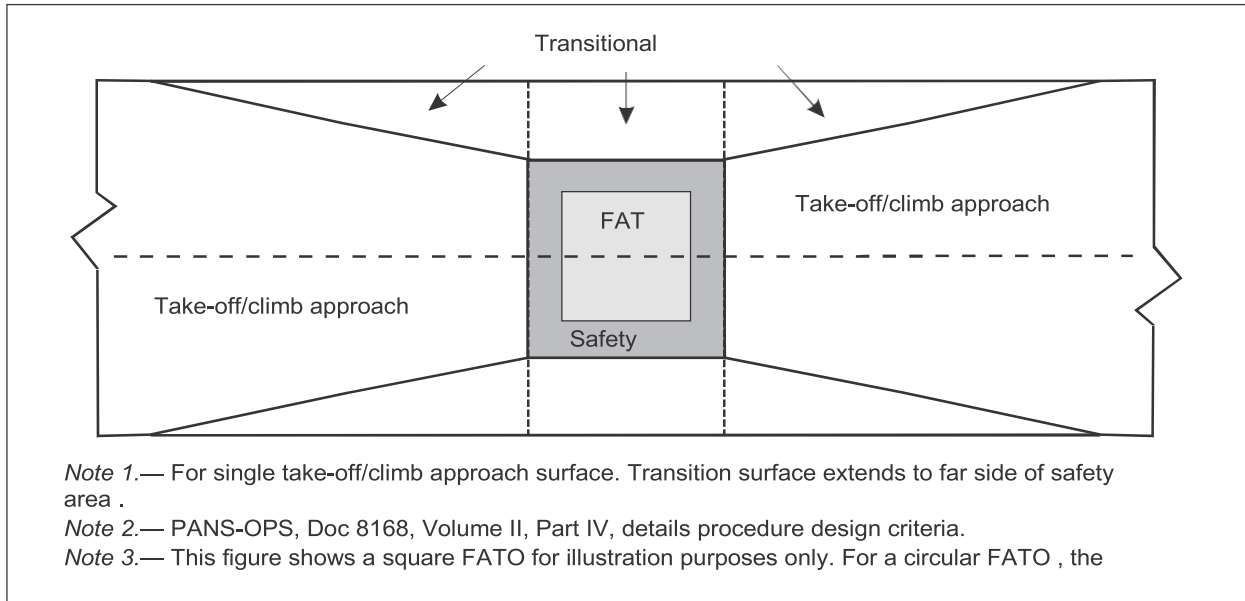 Transitional
Take-off/climb approach
FAT
Take-off/climb approach
Safety
Note 1.— For single take-off/climb approach surface. Transition surface extends to far side of safety
area .
Note 2.— PANS-OPS, Doc 8168, Volume II, Part IV, details procedure design criteria.
Note 3.— This figure shows a square FATO for illustration purposes only. For a circular FATO , the